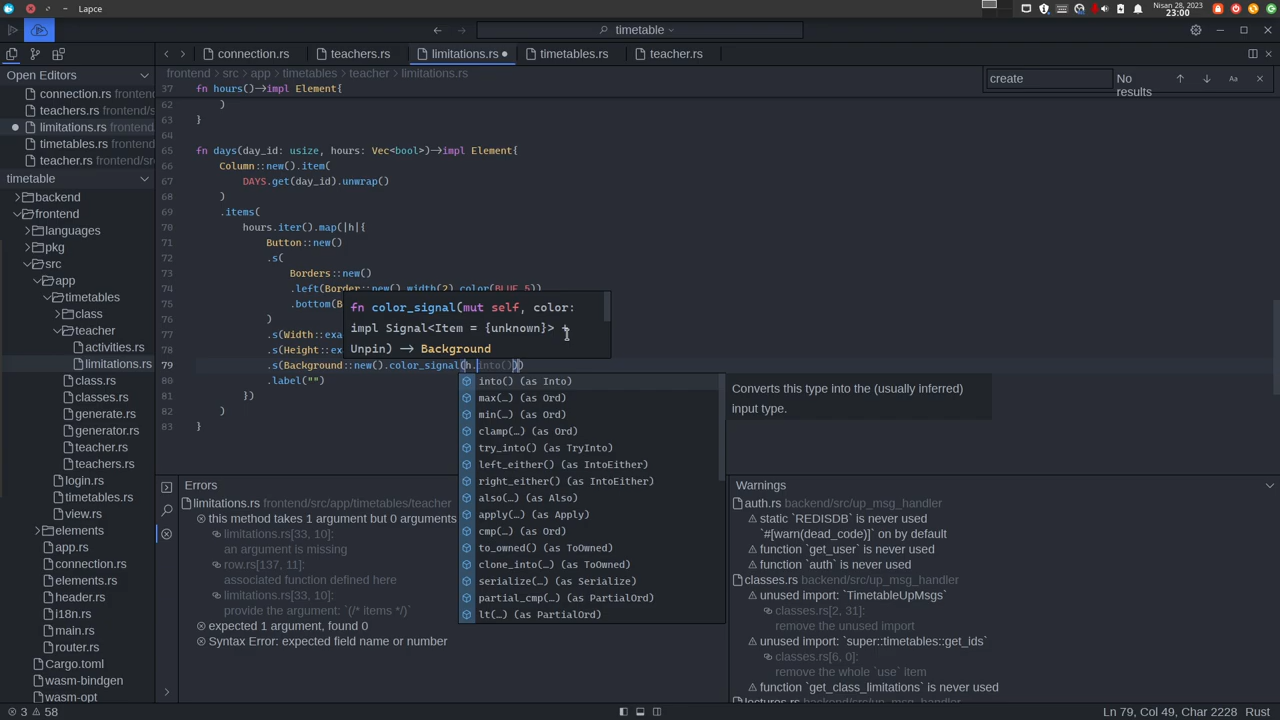 Lapce
Nisan 28, 2023
23:00
timetable
connection.rs
teachers.rs
limitations.rs
timetables.rs
teacher.rs
frontend src app timetables teacher limitations.rs
create
No results
Aa
Open Editors
connection.rs frontend
teachers.rs frontend/s
limitations.rs frontend
timetables.rs frontend
teacher.rs frontend/sr
timetable
backend
frontend
languages
pkg
src
app
timetables
class
teacher
activities.rs
limitations.rs
class.rs
classes.rs
generate.rs
generator.rs
teacher.rs
teachers.rs
login.rs
timetables.rs
view.rs
elements
app.rs
connection.rs
elements.rs
header.rs
i18n.rs
main.rs
router.rs
Cargo.toml
wasm-bindgen
wasm-opt
37 fn hours()->impl Element{
62 )
63 }
64
65 fn days(day_id: usize, hours: Vec<bool>)->impl Element{
66 Column::new().item(
67 DAYS.get(day_id).unwrap()
68 )
69 .items(
70 hours.iter().map(|h|{
71 Button::new()
72 .s(
73 Borders::new()
74 .left(Border::new().width(2).color(BLUE_5))
75 .bottom(B
76 )
77 .s(Width::exa
78 .s(Height::ex
79 .s(Background::new().color_signal(h.into()))
80 .label("")
81 })
82 )
83 }
fn color_signal(mut self, color:
impl Signal<Item = {unknown}> +
Unpin) -> Background
into() (as Into)
max(…) (as Ord)
min(…) (as Ord)
clamp(…) (as Ord)
try_into() (as TryInto)
left_either() (as IntoEither)
right_either() (as IntoEither)
also(…) (as Also)
apply(…) (as Apply)
cmp(…) (as Ord)
to_owned() (as ToOwned)
clone_into(…) (as ToOwned)
serialize(…) (as Serialize)
partial_cmp(…) (as PartialOrd)
lt(…) (as PartialOrd)
Converts this type into the (usually inferred)
input type.
Errors
limitations.rs frontend/src/app/timetables/teacher
this method takes 1 argument but 0 arguments
limitations.rs[33, 10]:
an argument is missing
row.rs[137, 11]:
associated function defined here
limitations.rs[33, 10]:
provide the argument: `(/* items */)`
expected 1 argument, found 0
Syntax Error: expected field name or number
Warnings
auth.rs backend/src/up_msg_handler
static `REDISDB` is never used
`#[warn(dead_code)]` on by default
function `get_user` is never used
function `auth` is never used
classes.rs backend/src/up_msg_handler
unused import: `TimetableUpMsgs`
classes.rs[2, 31]:
remove the unused import
unused import: `super::timetables::get_ids`
classes.rs[6, 0]:
remove the whole `use` item
function `get_class_limitations` is never used
lectures.rs backend/src/up_msg_handler
3 58
Ln 79, Col 49, Char 2228 Rust